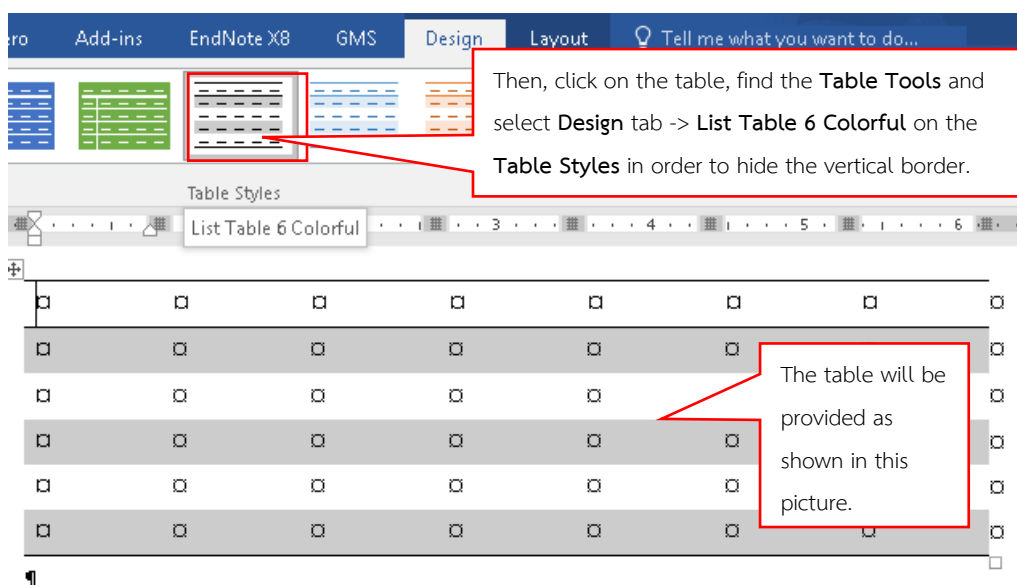 ero Add-ins EndNote X8 GMS Design Layout Tell me what you want to do...
Then, click on the table, find the Table Tools and
select Design tab -> List Table 6 Colorful on the
Table Styles in order to hide the vertical border.
Table Styles
List Table 6 Colorful
3 4 5 6
The table will be
provided as
shown in this
picture.
¶